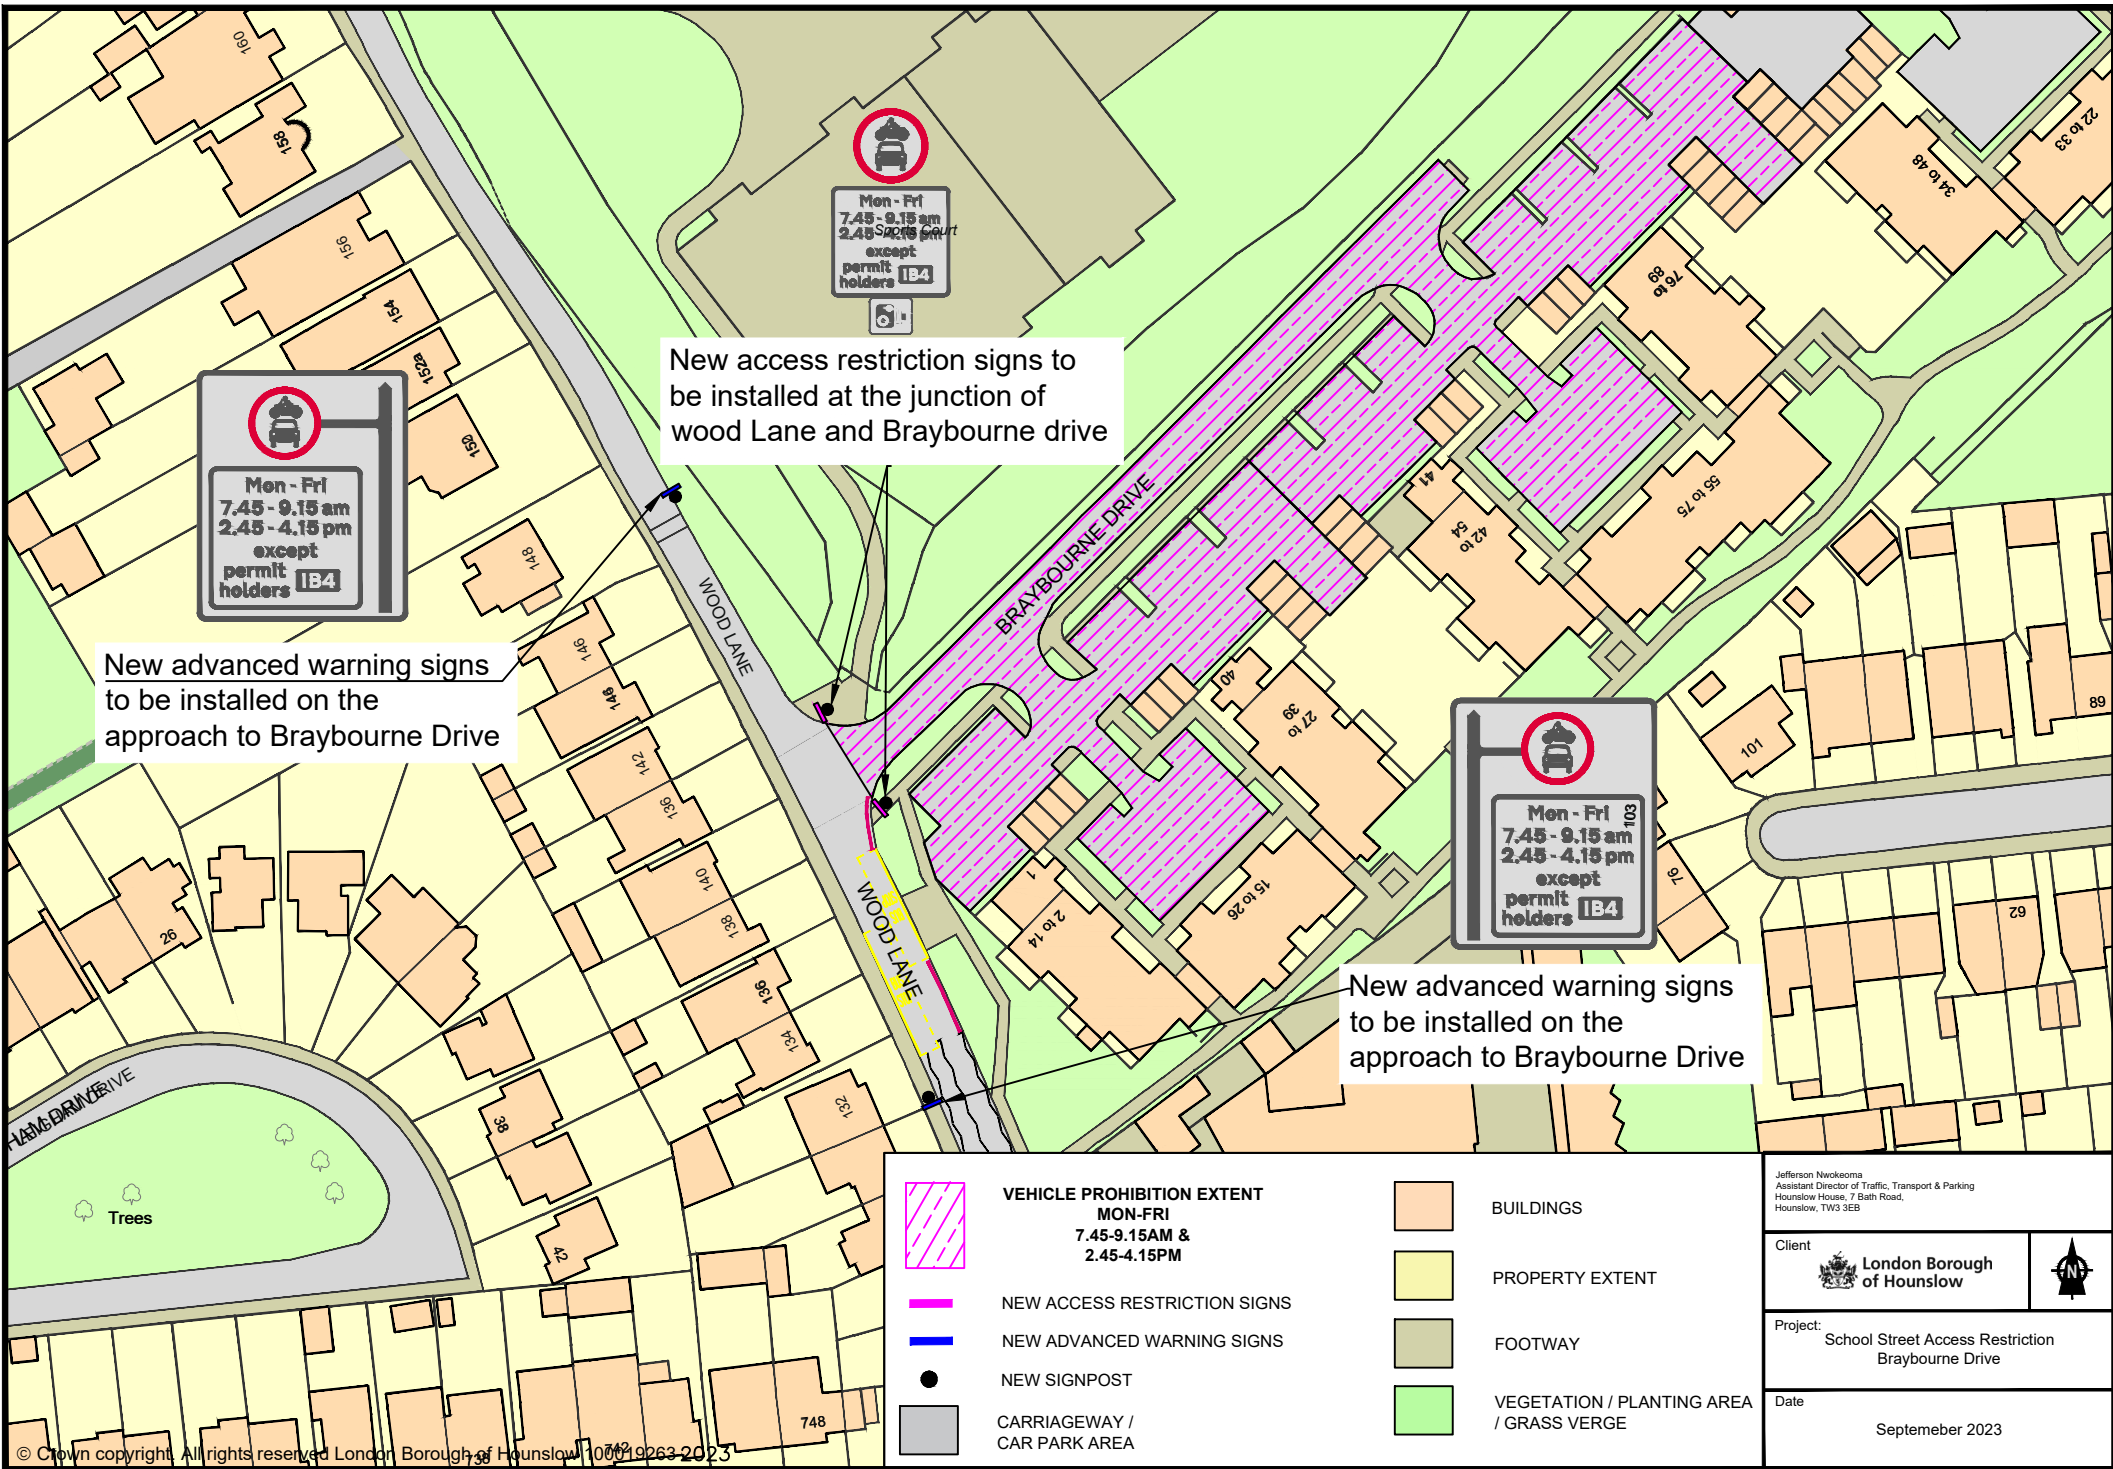 160
158
156
154
152a
152
148
146
146
142
136
140
138
136
134
132
26
38
42
748
742
738
Mon - Fri
7.45 - 9.15 am
2.45 - 4.15 pm
Sports Court
except
permit
holders IB4
New access restriction signs to
be installed at the junction of
wood Lane and Braybourne drive
Mon - Fri
7.45 - 9.15 am
2.45 - 4.15 pm
except
permit
holders IB4
New advanced warning signs
to be installed on the
approach to Braybourne Drive
WOOD LANE
BRAYBOURNE DRIVE
WOOD LANE
22 to 33
34 to 48
76 to
89
55 to 75
41
42 to
54
40
27 to
39
15 to 26
1
2 to 14
101
103
89
76
62
Mon - Fri
7.45 - 9.15 am
2.45 - 4.15 pm
except
permit
holders IB4
New advanced warning signs
to be installed on the
approach to Braybourne Drive
Trees
VEHICLE PROHIBITION EXTENT
MON-FRI
7.45-9.15AM &
2.45-4.15PM
NEW ACCESS RESTRICTION SIGNS
NEW ADVANCED WARNING SIGNS
NEW SIGNPOST
CARRIAGEWAY /
CAR PARK AREA
BUILDINGS
PROPERTY EXTENT
FOOTWAY
VEGETATION / PLANTING AREA
/ GRASS VERGE
Jefferson Nwokeoma
Assistant Director of Traffic, Transport & Parking
Hounslow House, 7 Bath Road,
Hounslow, TW3 3EB
Client
London Borough
of Hounslow
N
Project:
School Street Access Restriction
Braybourne Drive
Date
Septemeber 2023
© Crown copyright. All rights reserved London Borough of Hounslow 100019263 2023